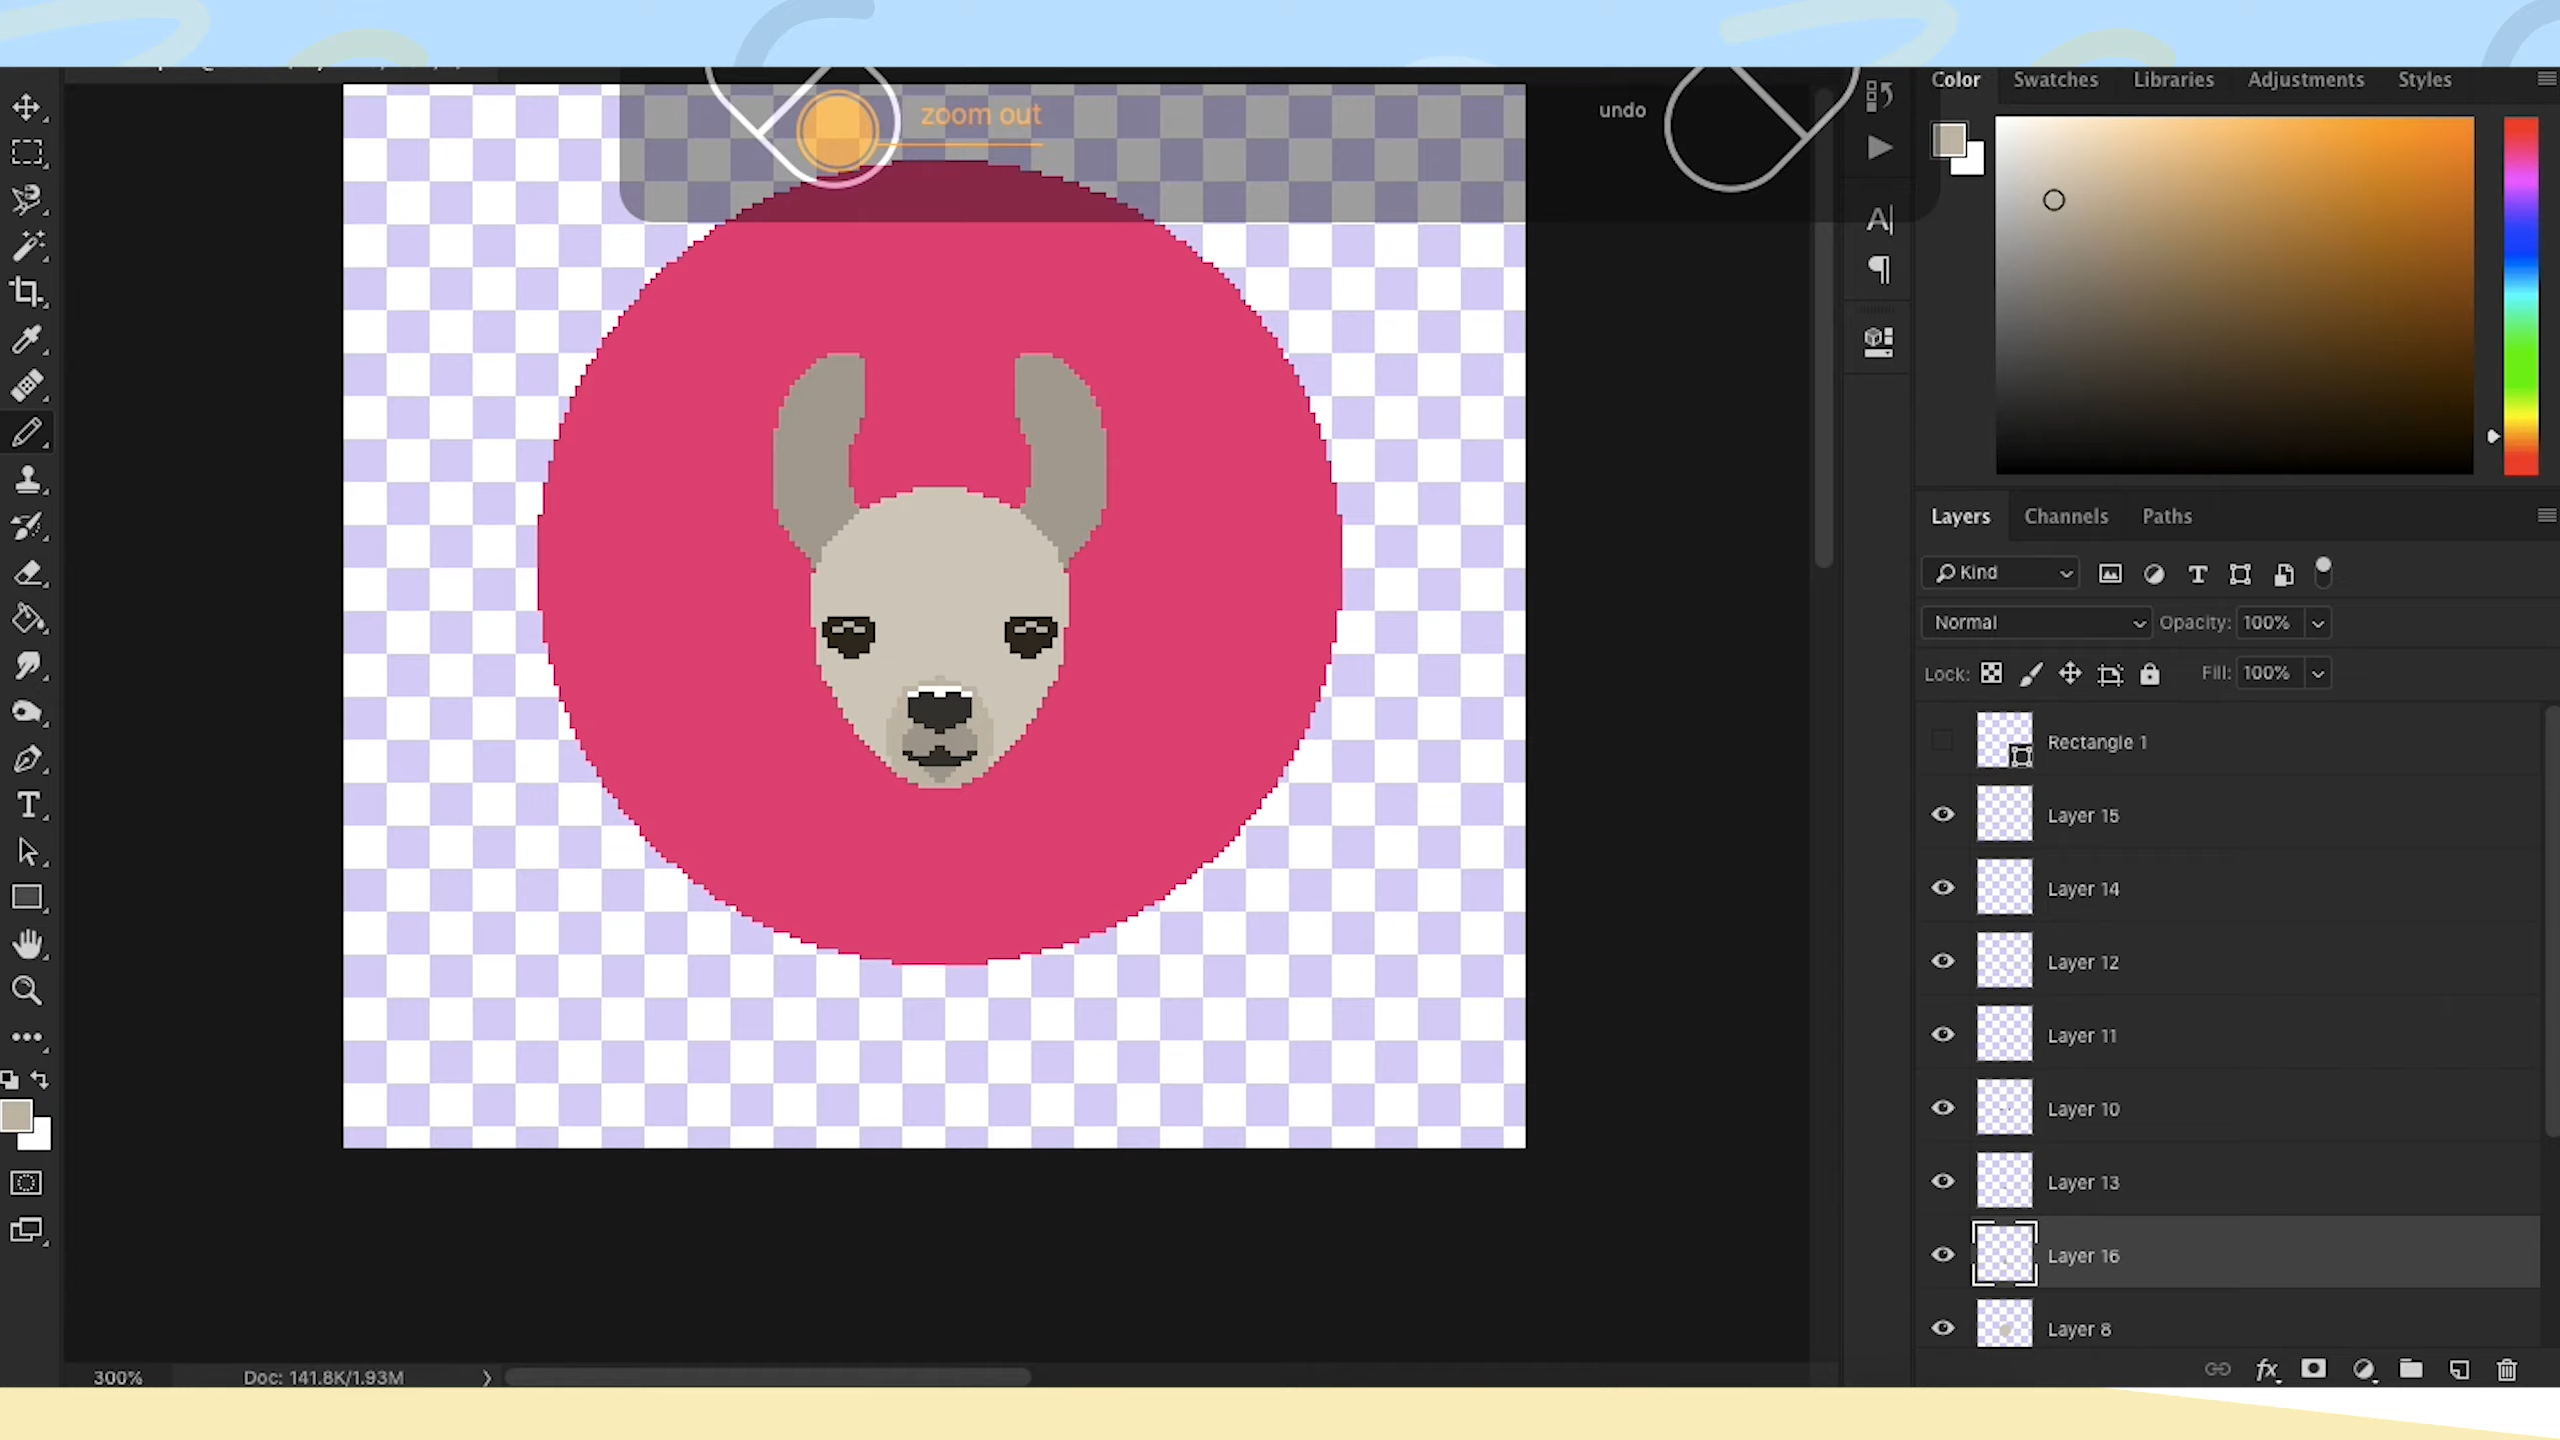 zoom out
undo
Color Swatches Libraries Adjustments Styles
Layers Channels Paths
Kind
Normal Opacity: 100%
Lock: Fill: 100%
Rectangle 1
Layer 15
Layer 14
Layer 12
Layer 11
Layer 10
Layer 13
Layer 16
Layer 8
300% Doc: 141.8K/1.93M